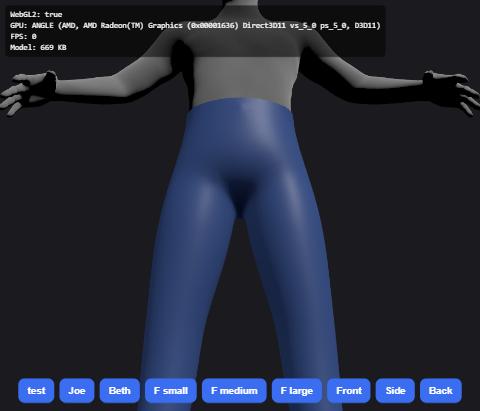 WebGL2: true
GPU: ANGLE (AMD, AMD Radeon(TM) Graphics (0x00001636) Direct3D11 vs_5_0 ps_5_0, D3D11)
FPS: 0
Model: 669 KB
test Joe Beth F small F medium F large Front Side Back